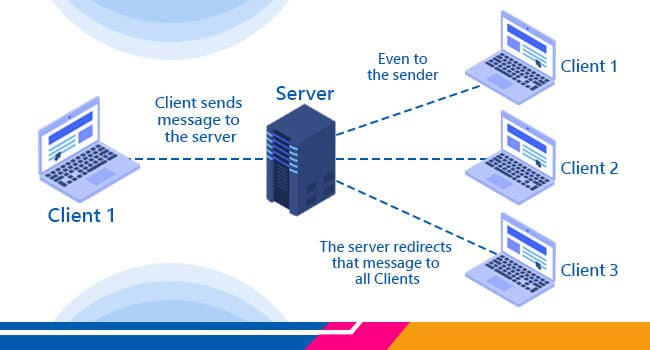 Client sends
message to
the server
Client 1
Server
Even to
the sender
Client 1
Client 2
The server redirects
that message to
all Clients
Client 3